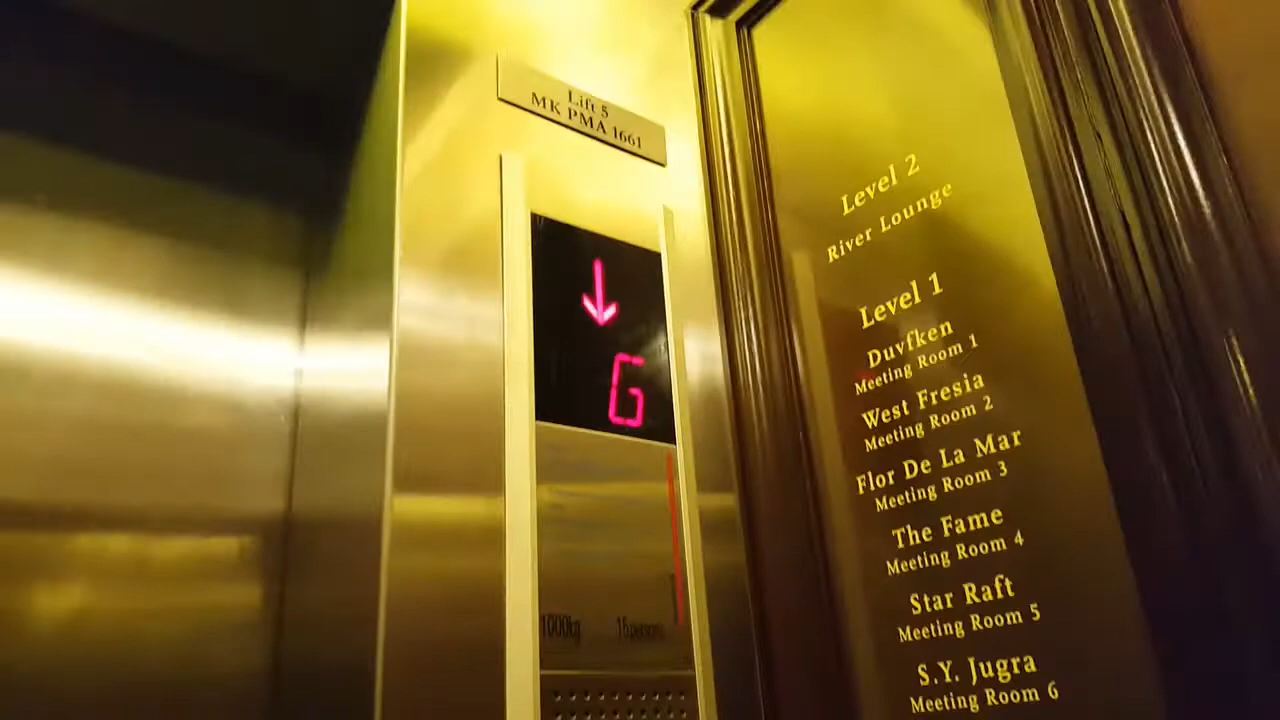 Lift 5
MK PMA 1661
G
1000kg 15persons
Level 2
River Lounge
Level 1
Duvfken
Meeting Room 1
West Fresia
Meeting Room 2
Flor De La Mar
Meeting Room 3
The Fame
Meeting Room 4
Star Raft
Meeting Room 5
S.Y. Jugra
Meeting Room 6